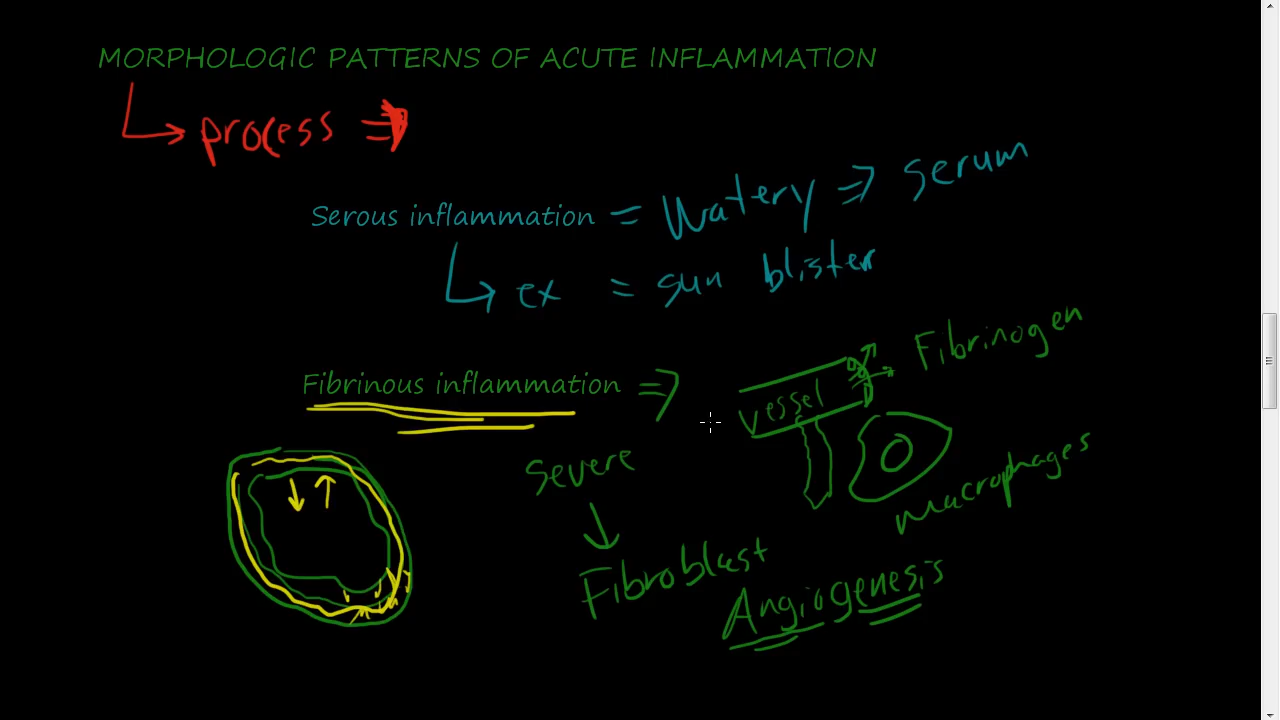 MORPHOLOGIC PATTERNS OF ACUTE INFLAMMATION
process ⇒
Serous inflammation = Watery ⇒ serum
ex = sun blister
Fibrinous inflammation ⇒
vessel
Fibrinogen
Macrophages
Severe
↓
Fibroblast
Angiogenesis